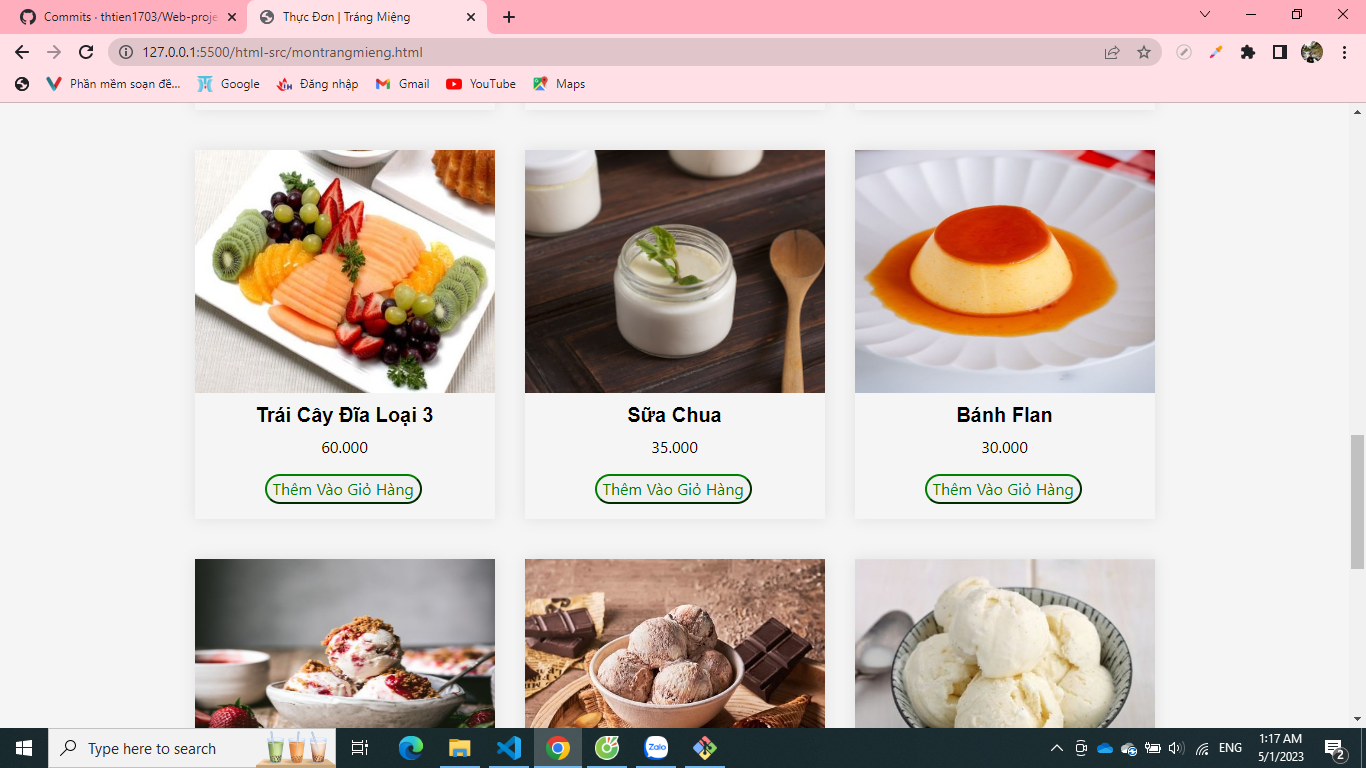 Commits · thtien1703/Web-proje
Thực Đơn | Tráng Miệng
127.0.0.1:5500/html-src/montrangmieng.html
Phần mềm soạn đề...
Google
Đăng nhập
Gmail
YouTube
Maps
Trái Cây Đĩa Loại 3
60.000
Thêm Vào Giỏ Hàng
Sữa Chua
35.000
Thêm Vào Giỏ Hàng
Bánh Flan
30.000
Thêm Vào Giỏ Hàng
Type here to search
Zalo
ENG
1:17 AM
5/1/2023
2